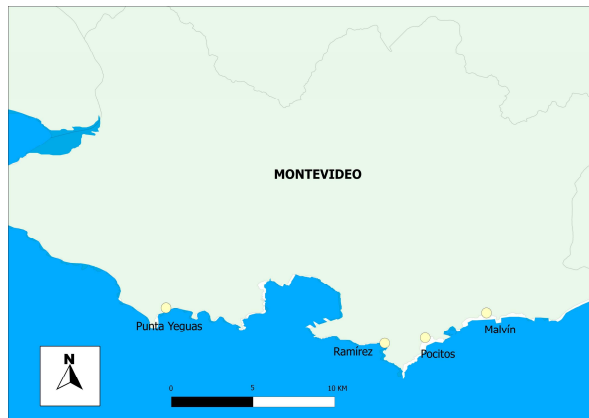 MONTEVIDEO
Punta Yeguas
Malvín
Ramírez
Pocitos
N
0 5 10 KM